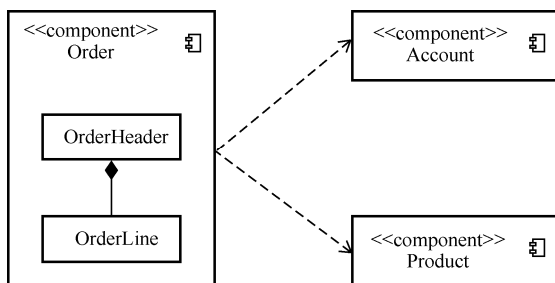 <<component>>
Order
OrderHeader
OrderLine
<<component>>
Account
<<component>>
Product